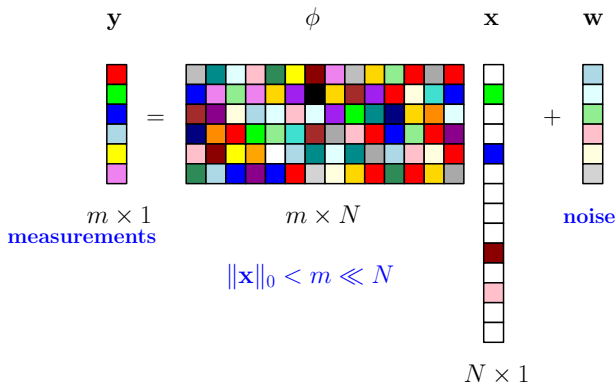 y ϕ x w
= +
m × 1 m × N
measurements noise
‖x‖₀ < m ≪ N
N × 1